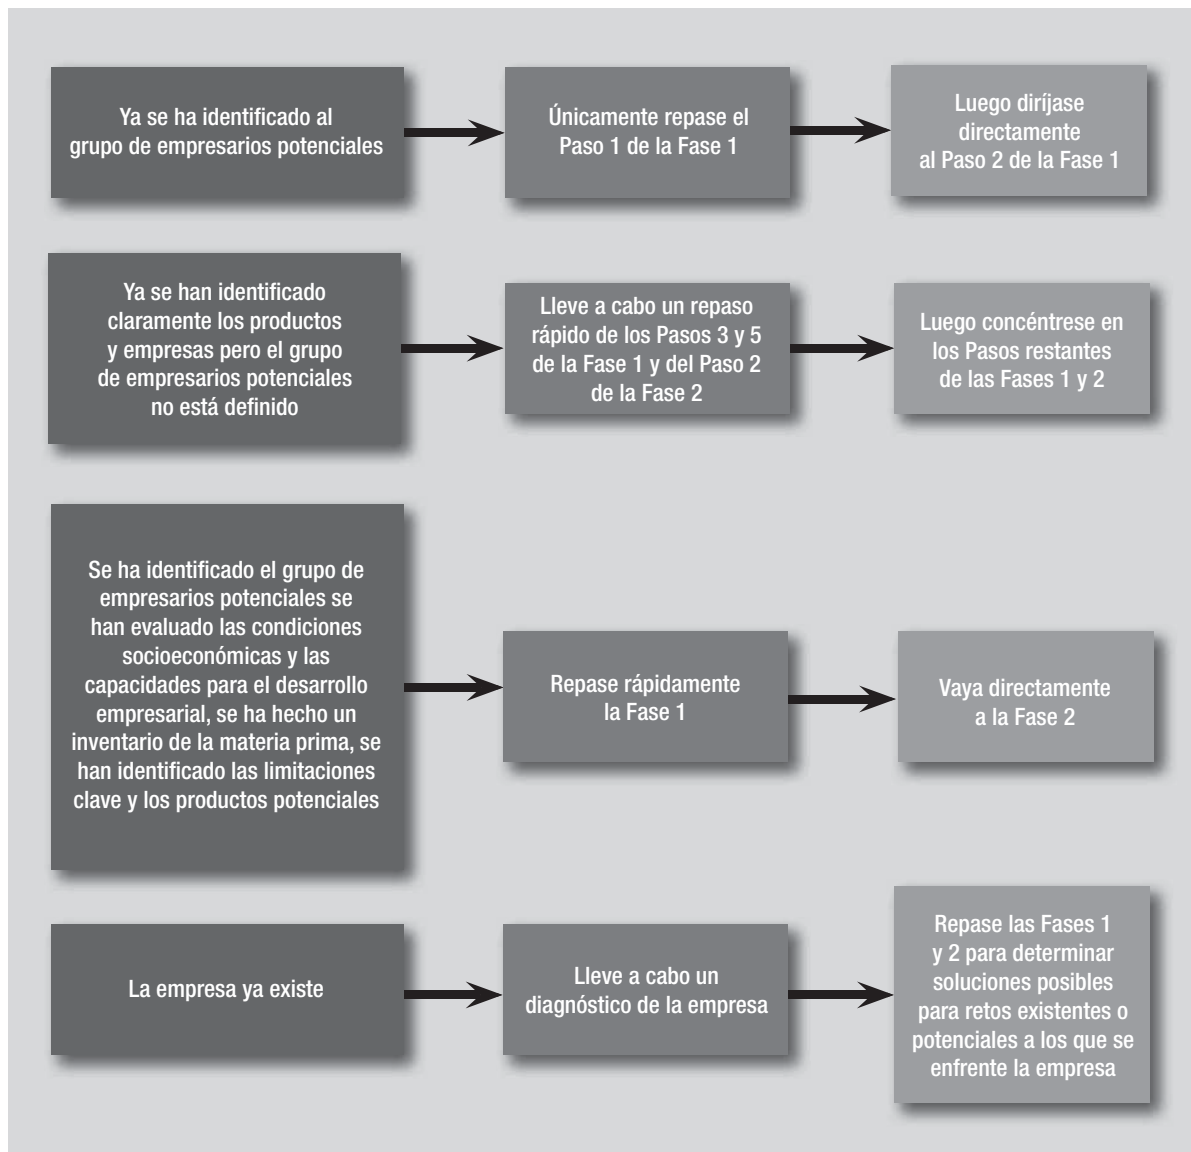 Ya se ha identificado al
grupo de empresarios potenciales
Únicamente repase el
Paso 1 de la Fase 1
Luego diríjase
directamente
al Paso 2 de la Fase 1
Ya se han identificado
claramente los productos
y empresas pero el grupo
de empresarios potenciales
no está definido
Lleve a cabo un repaso
rápido de los Pasos 3 y 5
de la Fase 1 y del Paso 2
de la Fase 2
Luego concéntrese en
los Pasos restantes
de las Fases 1 y 2
Se ha identificado el grupo de
empresarios potenciales se
han evaluado las condiciones
socioeconómicas y las
capacidades para el desarrollo
empresarial, se ha hecho un
inventario de la materia prima, se
han identificado las limitaciones
clave y los productos potenciales
Repase rápidamente
la Fase 1
Vaya directamente
a la Fase 2
La empresa ya existe
Lleve a cabo un
diagnóstico de la empresa
Repase las Fases 1
y 2 para determinar
soluciones posibles
para retos existentes o
potenciales a los que se
enfrente la empresa